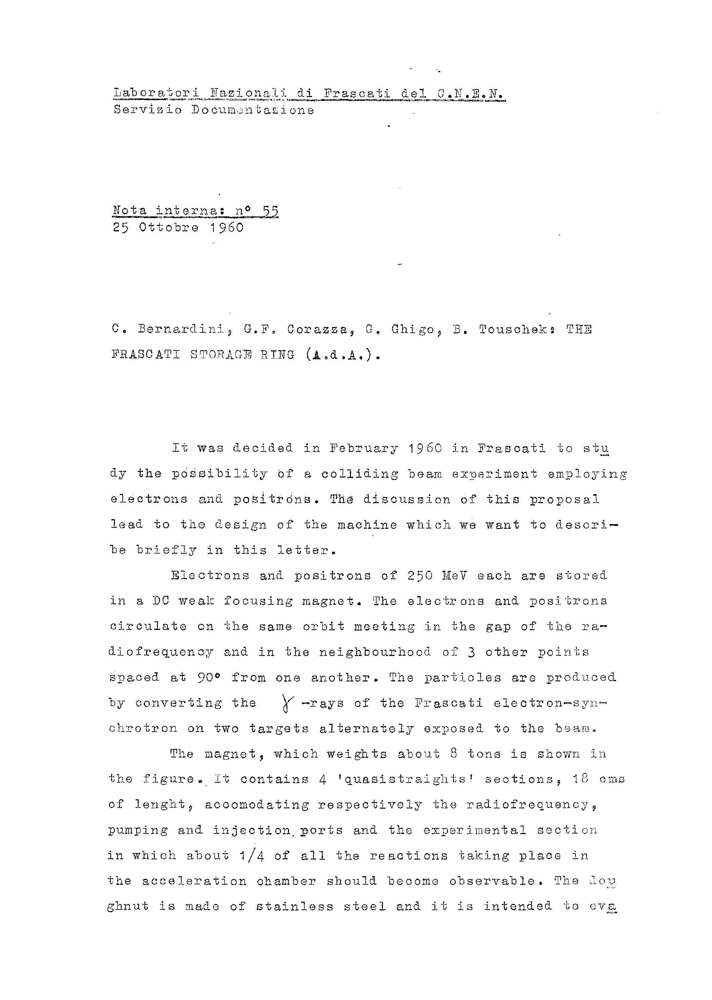 Laboratori Nazionali di Frascati del C.N.E.N.
Servizio Documentazione
Nota interna: n° 55
25 Ottobre 1960
C. Bernardini, G.F. Corazza, G. Ghigo, B. Touschek: THE
FRASCATI STORAGE RING (A.d.A.).
It was decided in February 1960 in Frascati to stu
dy the possibility of a colliding beam experiment employing
electrons and positrons. The discussion of this proposal
lead to the design of the machine which we want to descri-
be briefly in this letter.
Electrons and positrons of 250 MeV each are stored
in a DC weak focusing magnet. The electrons and positrons
circulate on the same orbit meeting in the gap of the ra-
diofrequency and in the neighbourhood of 3 other points
spaced at 90° from one another. The particles are produced
by converting the γ -rays of the Frascati electron-syn-
chrotron on two targets alternately exposed to the beam.
The magnet, which weights about 8 tons is shown in
the figure. It contains 4 'quasistraights' sections, 18 cms
of lenght, accomodating respectively the radiofrequency,
pumping and injection ports and the experimental section
in which about 1/4 of all the reactions taking place in
the acceleration chamber should become observable. The dou
ghnut is made of stainless steel and it is intended to eva